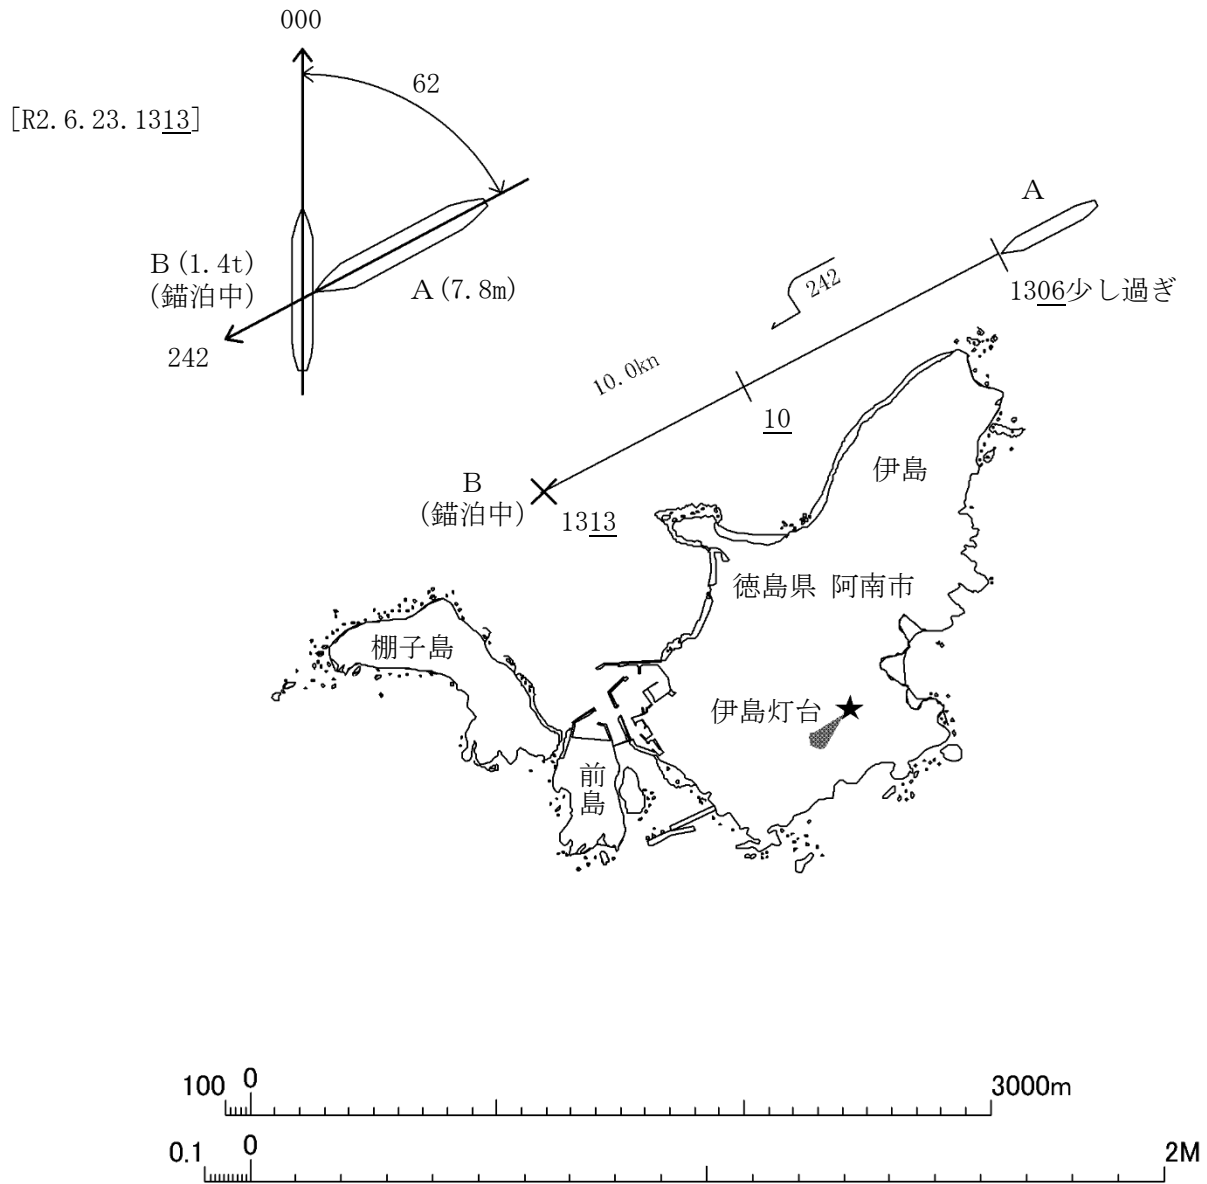 000
62
[R2.6.23.1313]
B(1.4t)
(錨泊中)
A(7.8m)
242
A
242
1306少し過ぎ
10.0kn
10
伊島
B
(錨泊中)
1313
徳島県 阿南市
棚子島
伊島灯台
前島
100 0 3000m
0.1 0 2M